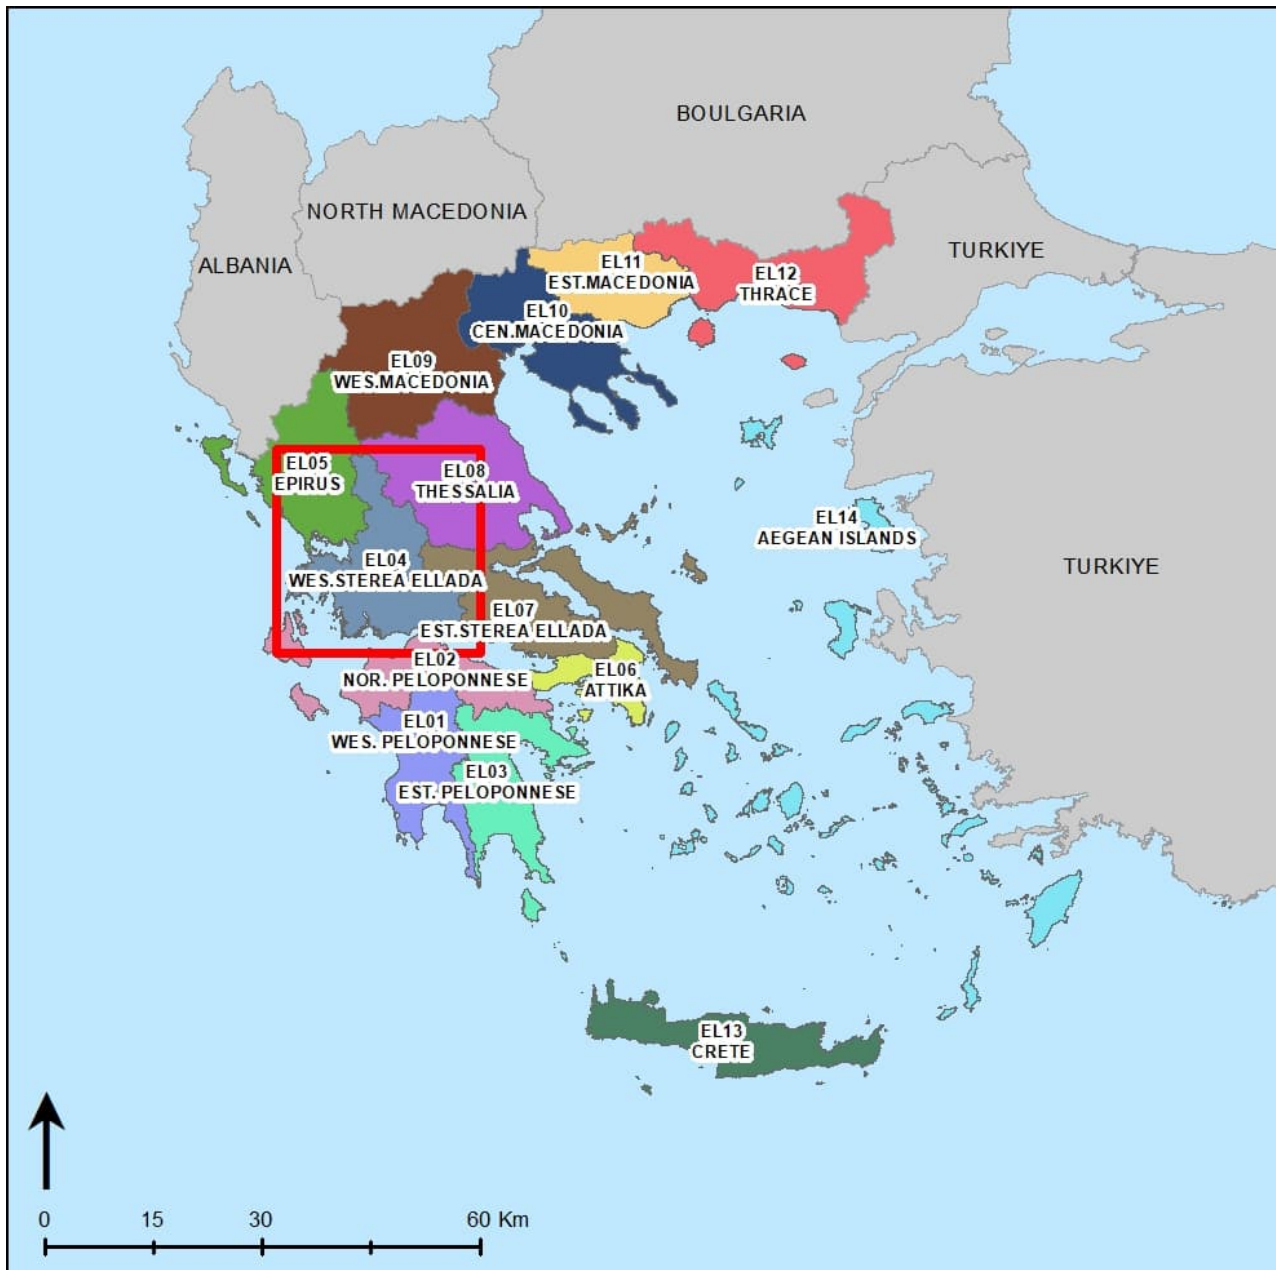 BOULGARIA
NORTH MACEDONIA
ALBANIA
TURKIYE
EL11
EST.MACEDONIA
EL12
THRACE
EL10
CEN.MACEDONIA
EL09
WES.MACEDONIA
EL05
EPIRUS
EL08
THESSALIA
EL14
AEGEAN ISLANDS
TURKIYE
EL04
WES.STEREA ELLADA
EL07
EST.STEREA ELLADA
EL02
NOR. PELOPONNESE
EL06
ATTIKA
EL01
WES. PELOPONNESE
EL03
EST. PELOPONNESE
EL13
CRETE
0 15 30 60 Km